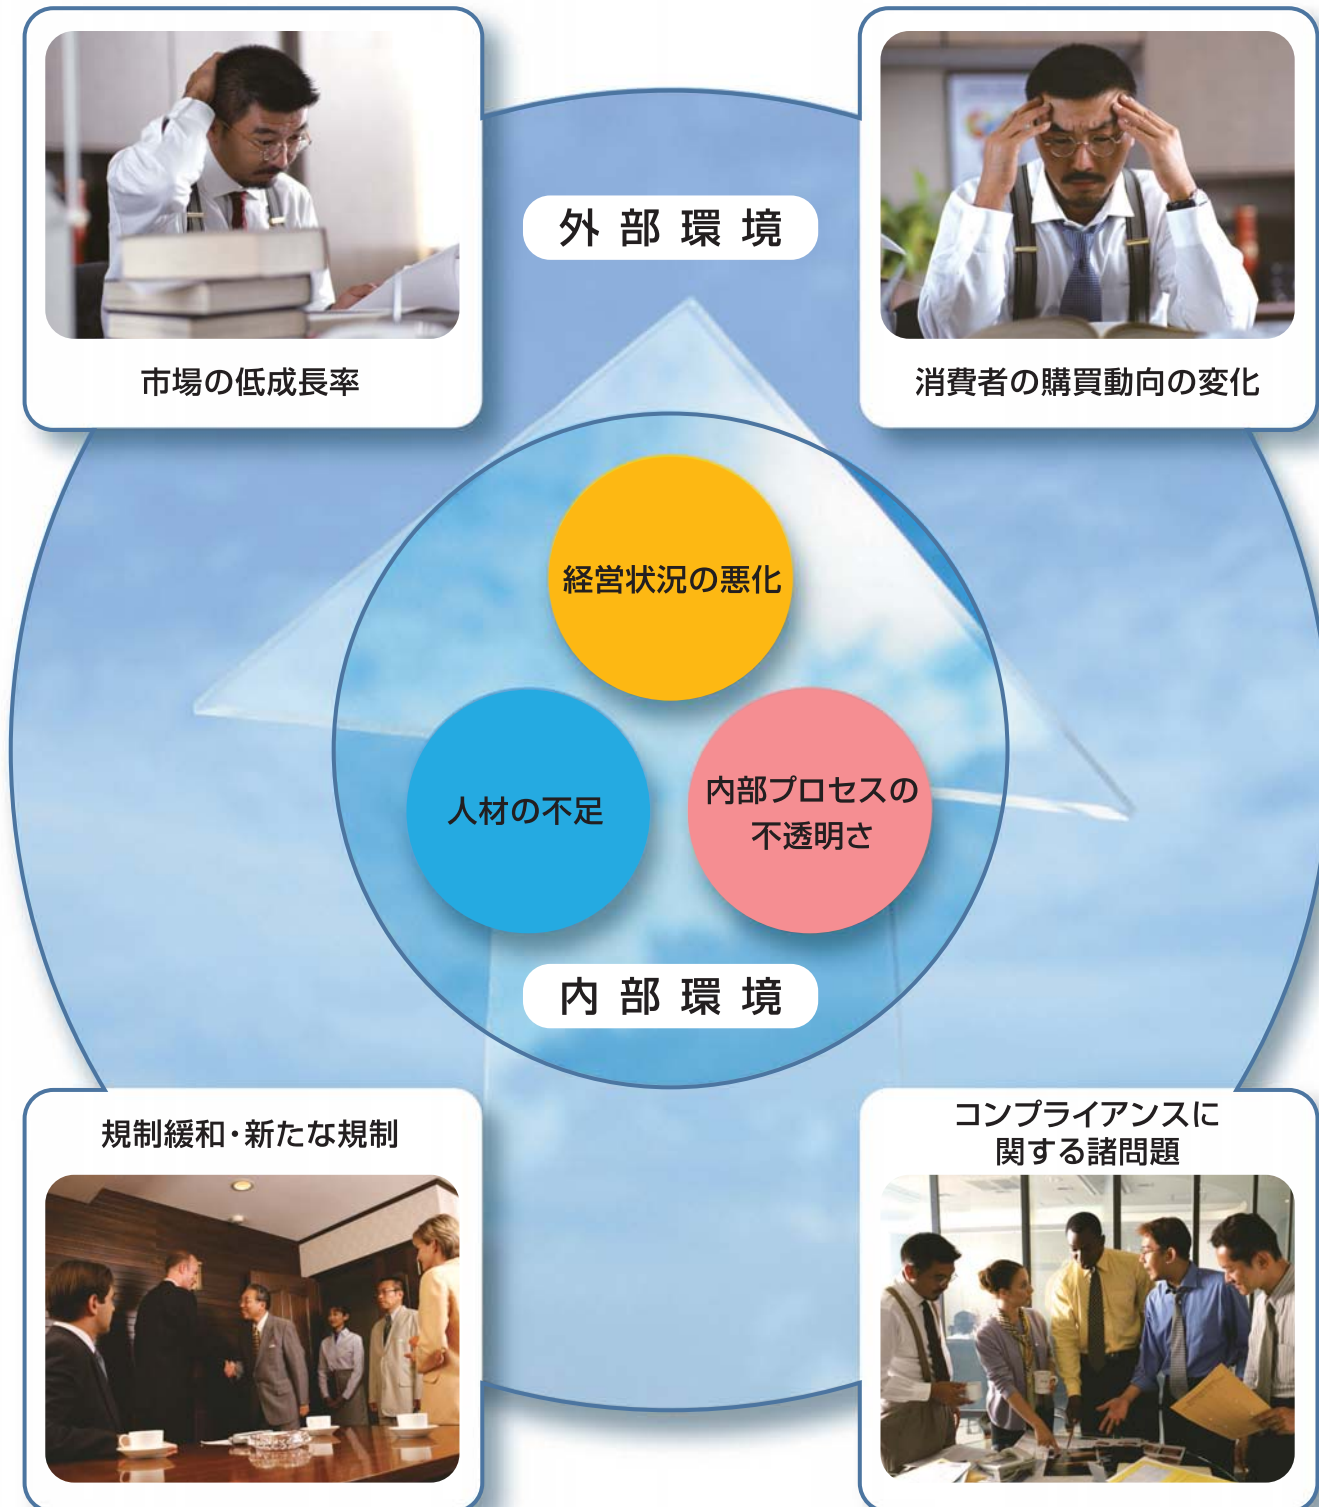 外部環境
市場の低成長率
消費者の購買動向の変化
経営状況の悪化
人材の不足
内部プロセスの
不透明さ
内部環境
規制緩和・新たな規制
コンプライアンスに
関する諸問題